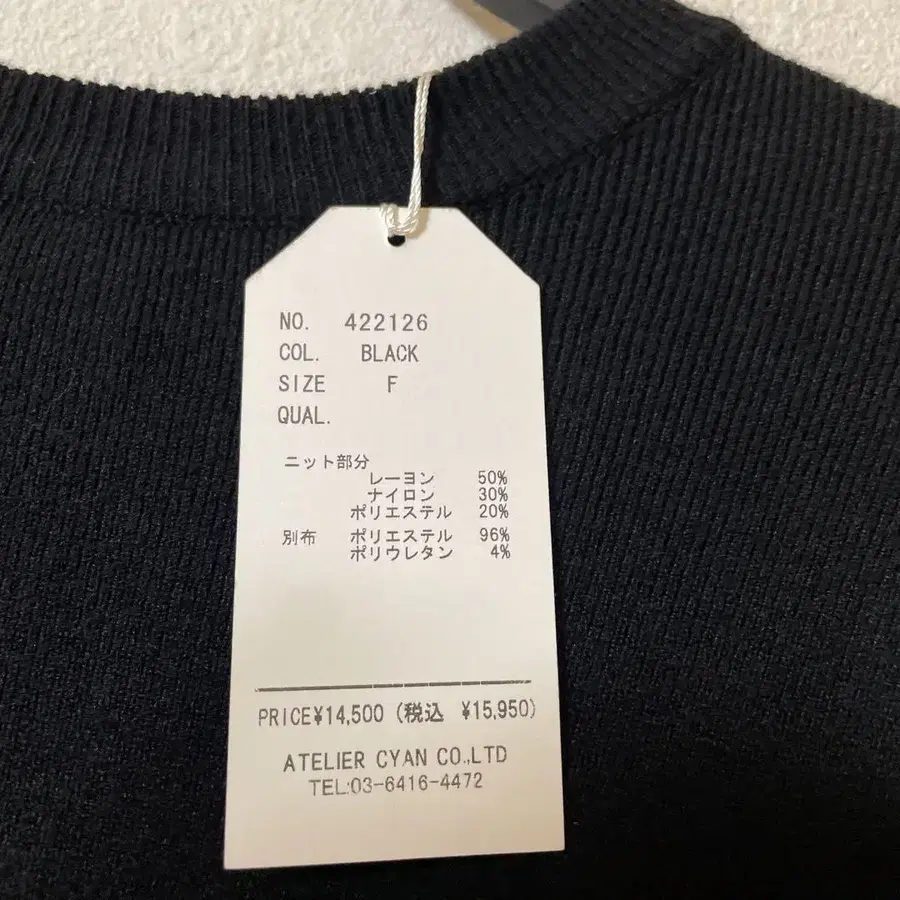 NO. 422126
COL. BLACK
SIZE F
QUAL.
ニット部分
レーヨン 50%
ナイロン 30%
ポリエステル 20%
別布 ポリエステル 96%
ポリウレタン 4%
PRICE¥14,500 (税込 ¥15,950)
ATELIER CYAN CO.,LTD
TEL:03-6416-4472